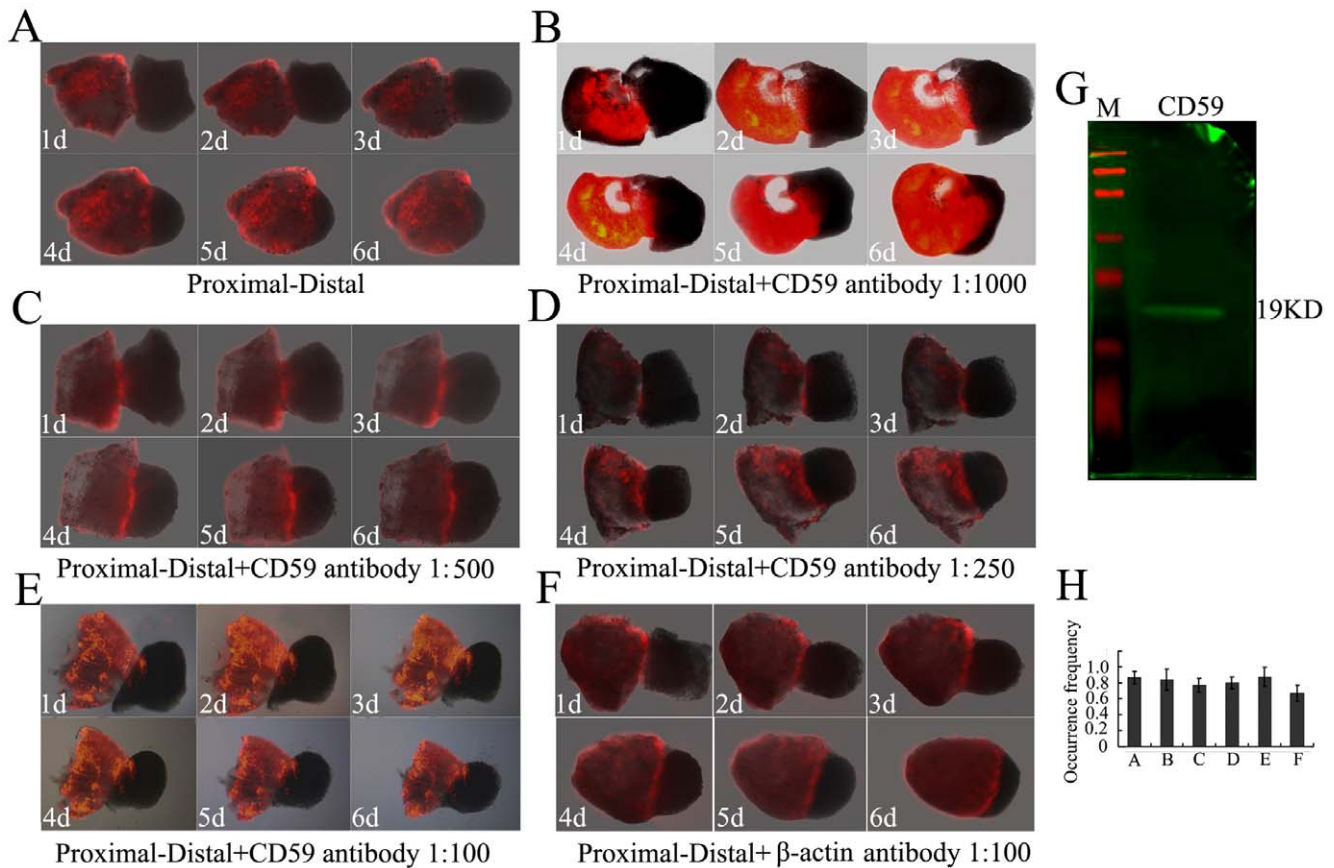 A
1d 2d 3d
4d 5d 6d
Proximal-Distal
B
1d 2d 3d
4d 5d 6d
Proximal-Distal+CD59 antibody 1:1000
C
1d 2d 3d
4d 5d 6d
Proximal-Distal+CD59 antibody 1:500
D
1d 2d 3d
4d 5d 6d
Proximal-Distal+CD59 antibody 1:250
E
1d 2d 3d
4d 5d 6d
Proximal-Distal+CD59 antibody 1:100
F
1d 2d 3d
4d 5d 6d
Proximal-Distal+β-actin antibody 1:100
G
M CD59
19KD
H
Occurrence frequency
1.0
0.8
0.6
0.4
0
A B C D E F